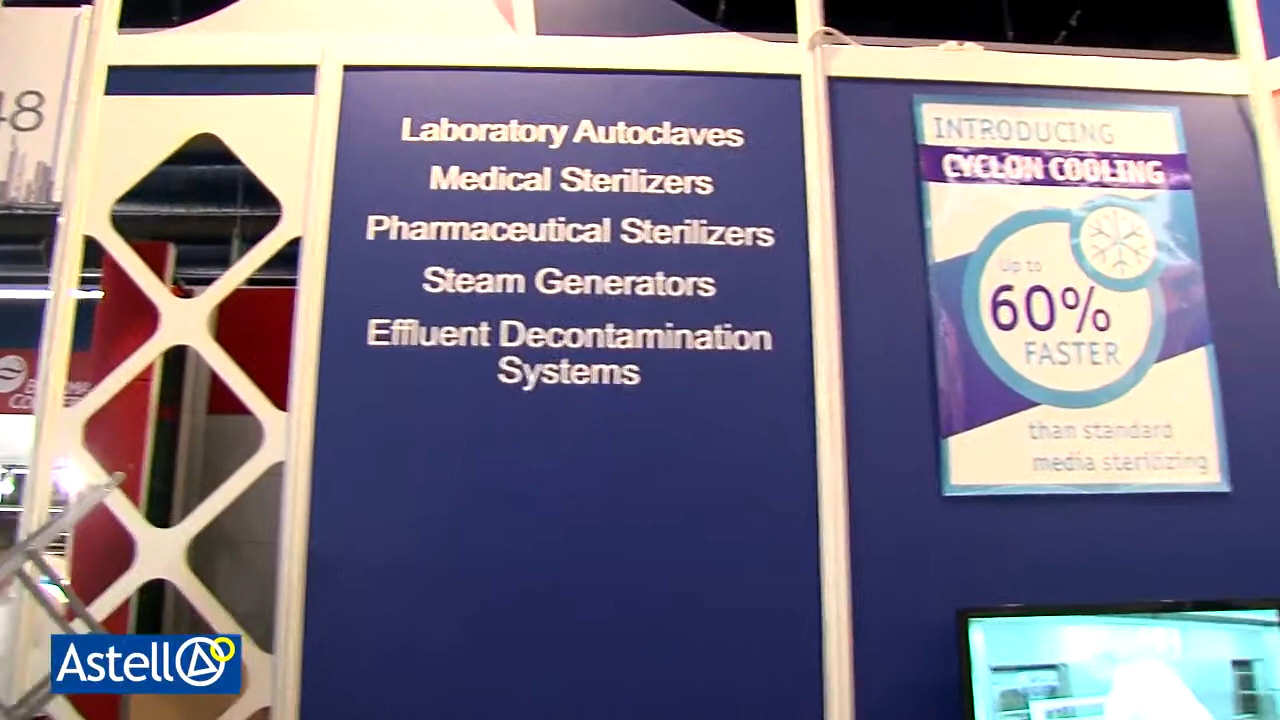 48
Laboratory Autoclaves
Medical Sterilizers
Pharmaceutical Sterilizers
Steam Generators
Effluent Decontamination
Systems
INTRODUCING
CYCLON COOLING
Up to
60%
FASTER
than standard
media sterilizing
Astell